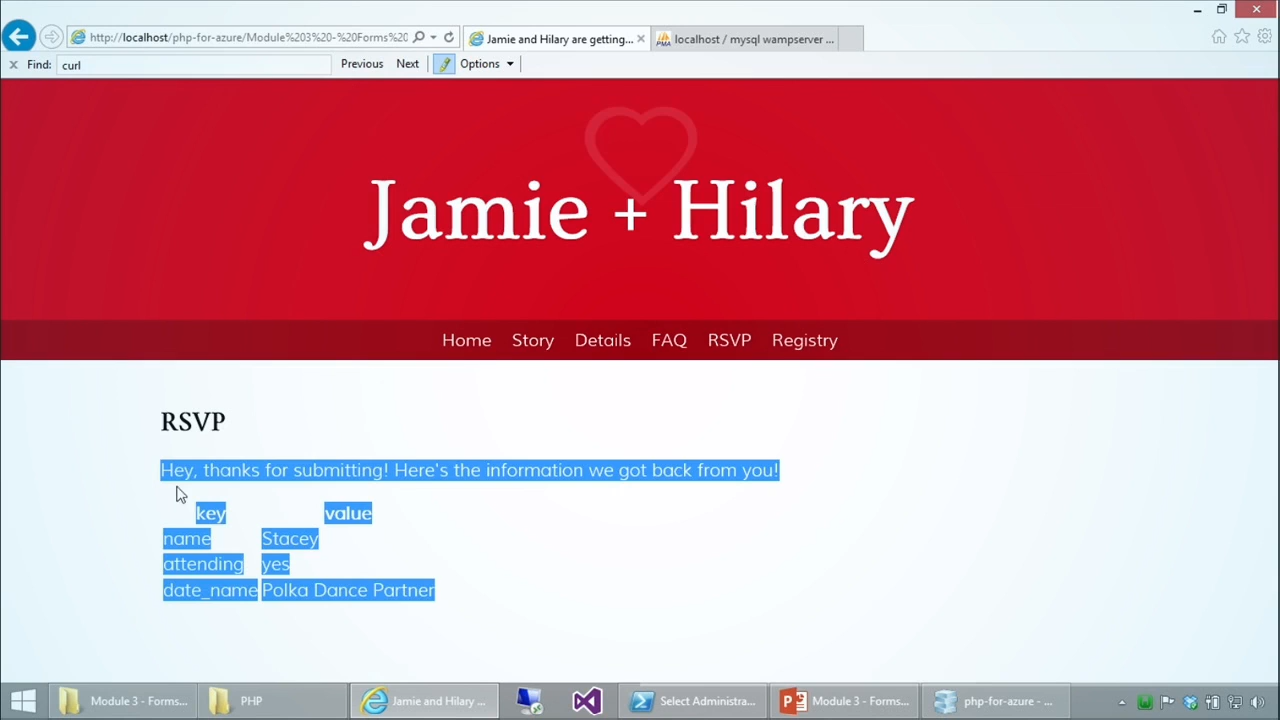 http://localhost/php-for-azure/Module%203%20-%20Forms%20
Jamie and Hilary are getting...
localhost / mysql wampserver ...
Find: curl Previous Next Options
Jamie + Hilary
Home Story Details FAQ RSVP Registry
RSVP
Hey, thanks for submitting! Here's the information we got back from you!
key value
name Stacey
attending yes
date_name Polka Dance Partner
Module 3 - Forms...
PHP
Jamie and Hilary ...
Select Administra...
Module 3 - Forms...
php-for-azure - ...